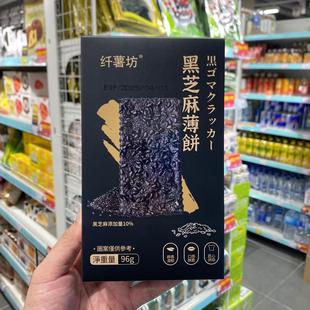 纤薯坊®
黒ゴマクラッカー
黑芝麻薄餅
黑芝麻添加量10%
圖案僅供參考
淨重量 96g